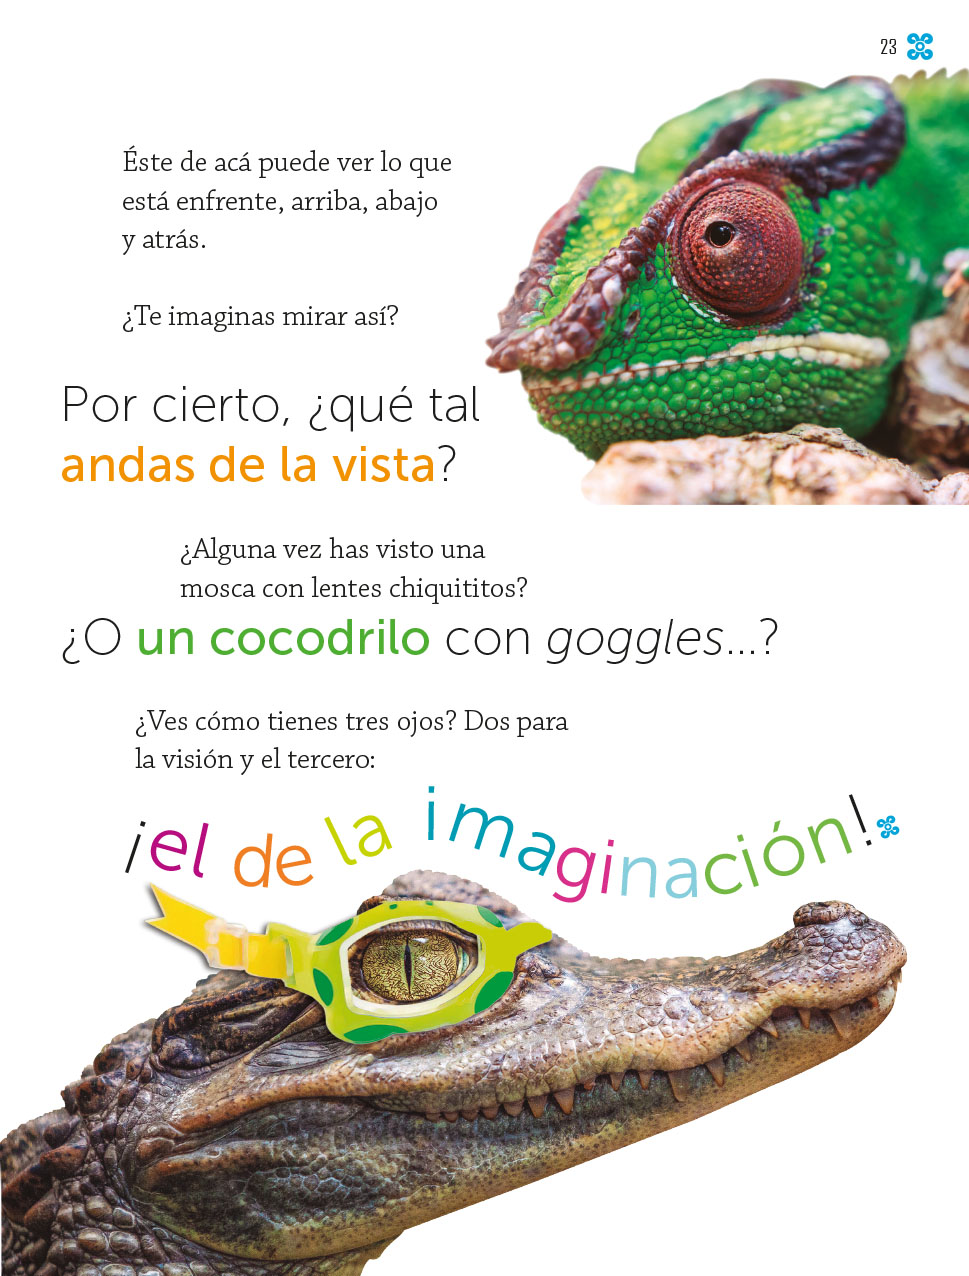 23
Éste de acá puede ver lo que
está enfrente, arriba, abajo
y atrás.
¿Te imaginas mirar así?
Por cierto, ¿qué tal
andas de la vista?
¿Alguna vez has visto una
mosca con lentes chiquititos?
¿O un cocodrilo con goggles...?
¿Ves cómo tienes tres ojos? Dos para
la visión y el tercero:
¡el de la imaginación!